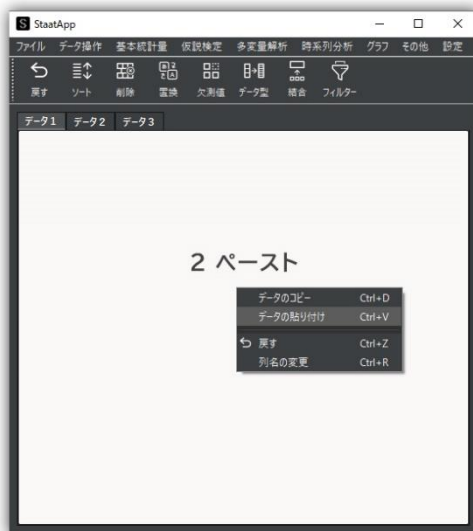 S StaatApp
ファイル データ操作 基本統計量 仮説検定 多変量解析 時系列分析 グラフ その他 設定
戻す ソート 削除 置換 欠測値 データ型 結合 フィルター
データ1 データ2 データ3
2 ペースト
データのコピー Ctrl+D
データの貼り付け Ctrl+V
戻す Ctrl+Z
列名の変更 Ctrl+R